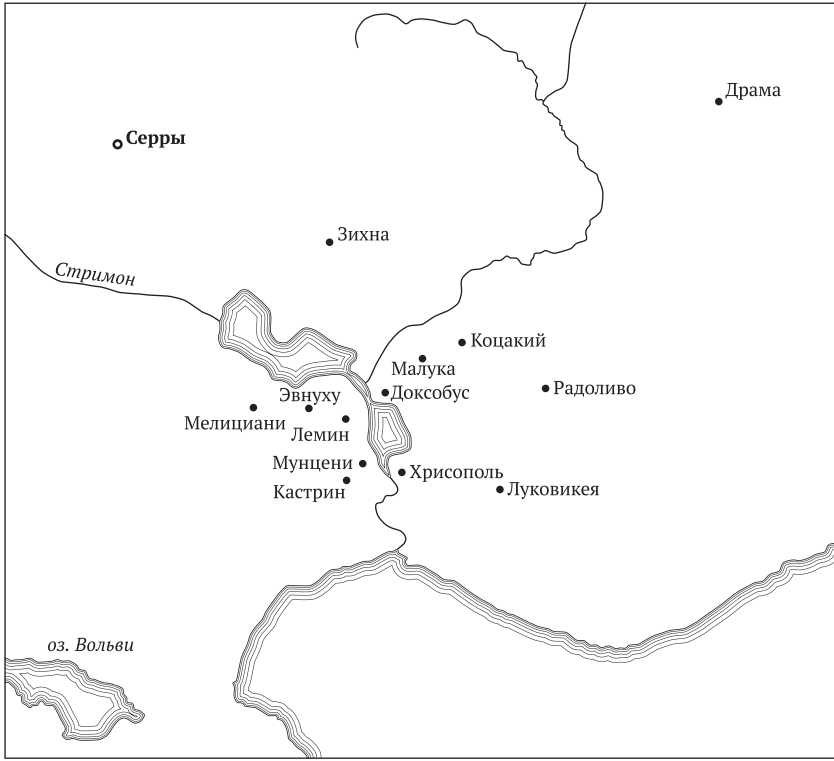 Драма
Серры
Зихна
Стримон
Коцакий
Малука
Радоливо
Эвнуху
Доксобус
Мелициани
Лемин
Мунцени
Хрисополь
Кастрин
Луковикея
оз. Вольви